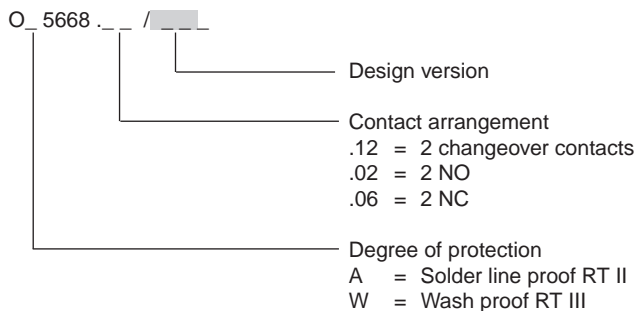 O_ 5668 ._ _ /_ _ _
Design version
Contact arrangement
.12 = 2 changeover contacts
.02 = 2 NO
.06 = 2 NC
Degree of protection
A = Solder line proof RT II
W = Wash proof RT III